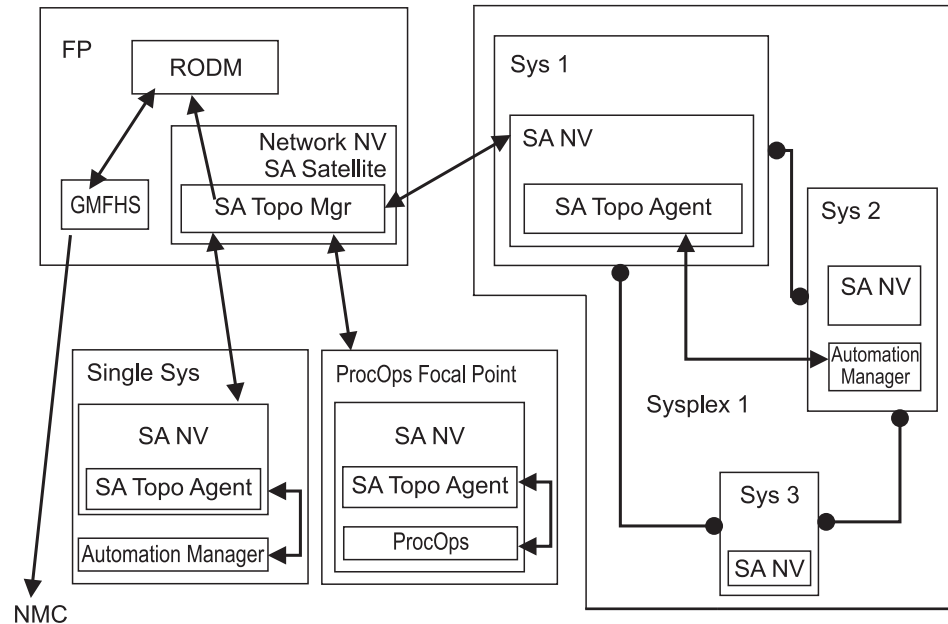 FP
RODM
Network NV
SA Satellite
GMFHS
SA Topo Mgr
Sys 1
SA NV
SA Topo Agent
Sys 2
SA NV
Automation
Manager
Single Sys
SA NV
SA Topo Agent
Automation Manager
ProcOps Focal Point
SA NV
SA Topo Agent
ProcOps
Sysplex 1
Sys 3
SA NV
NMC